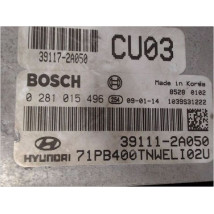 39117-2A050
CU03
Made in Korea
BOSCH
8528 0102
0 281 015 496
09-01-14
1039S31222
39111-2A050
HYUNDAI
71PB400TNWELI02U